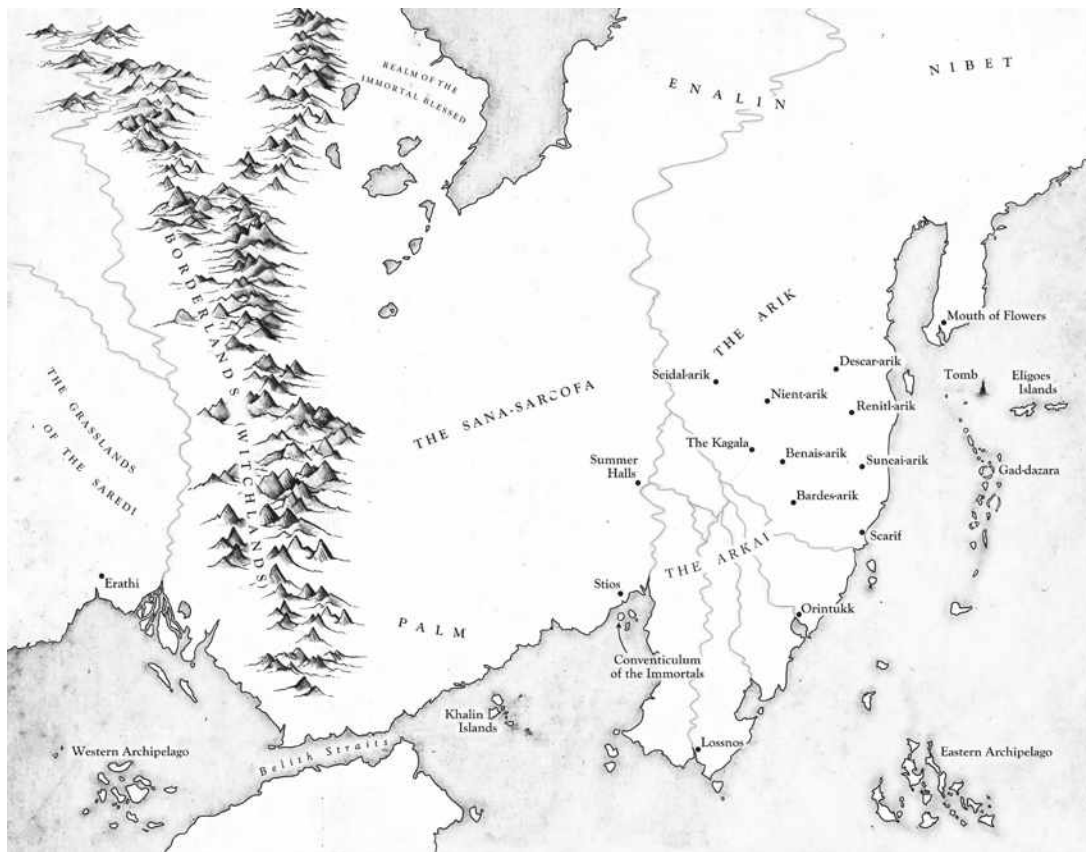 REALM OF THE
IMMORTAL BLESSED
ENALIN
NIBET
BORDERLANDS
(WITCHLANDS)
THE GRASSLANDS
OF THE SAREDI
THE SANA-SARCOFA
THE ARIK
Mouth of Flowers
Descar-arik
Seidal-arik
Tomb
Eligoes
Islands
Nient-arik
Renitl-arik
The Kagala
Benais-arik
Suneai-arik
Gad-dazara
Summer
Halls
Bardes-arik
Scarif
THE ARKAI
Erathi
Stios
Orintukk
PALM
Conventiculum
of the Immortals
Khalin
Islands
Lossnos
Belith Straits
Western Archipelago
Eastern Archipelago